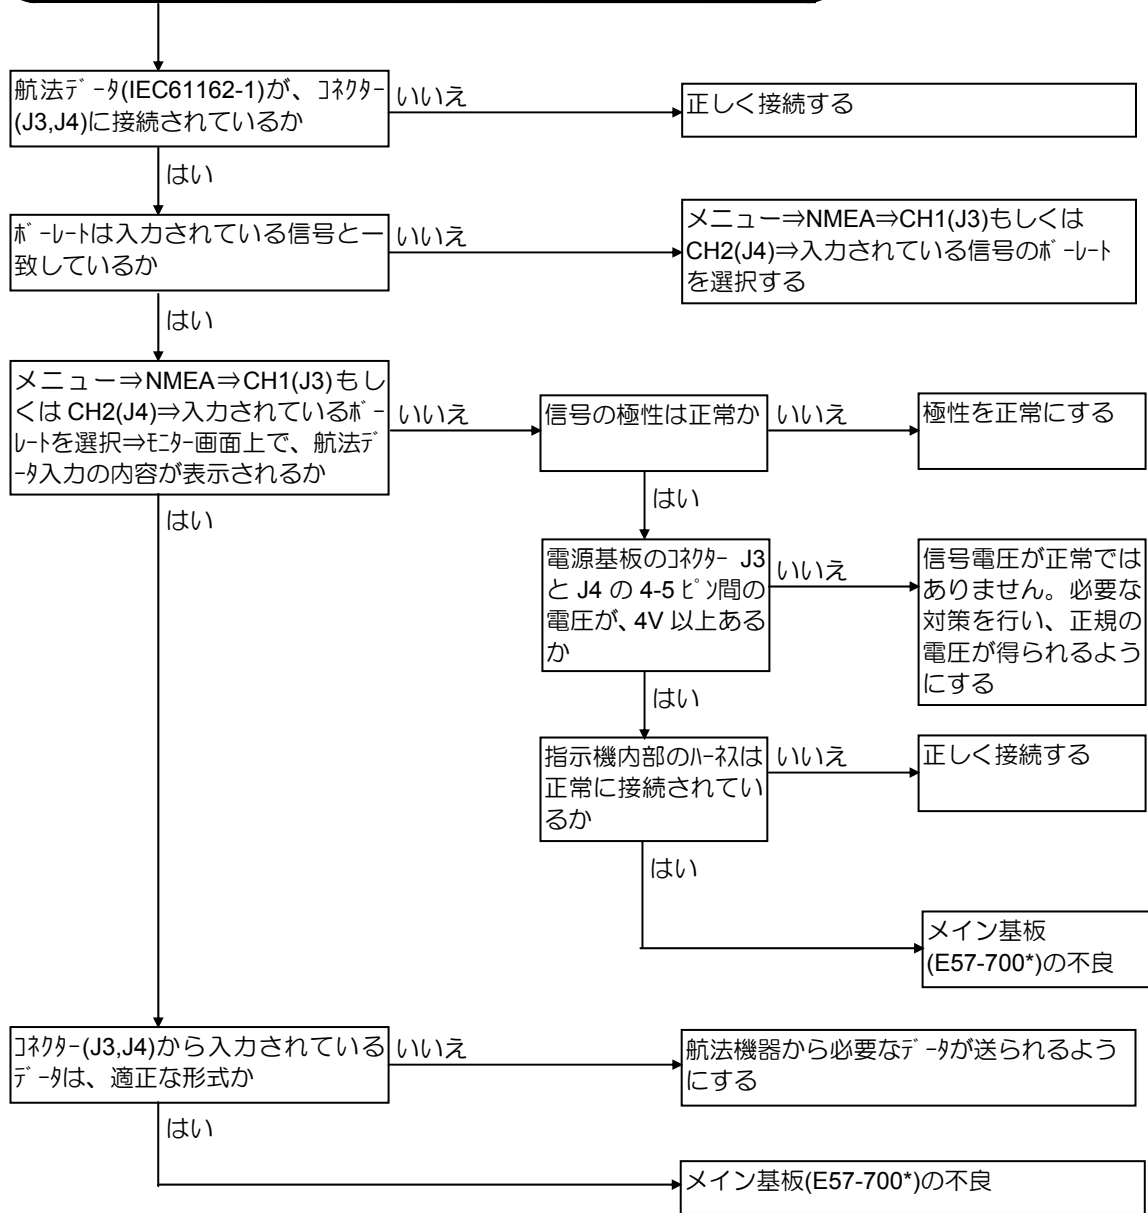 航法ﾃﾞｰﾀ(IEC61162-1)が、ｺﾈｸﾀｰ
(J3,J4)に接続されているか
いいえ
正しく接続する
はい
ﾎﾞｰﾚｰﾄは入力されている信号と一
致しているか
いいえ
メニュー⇒NMEA⇒CH1(J3)もしくは
CH2(J4)⇒入力されている信号のﾎﾞｰﾚｰﾄ
を選択する
はい
メニュー⇒NMEA⇒CH1(J3)もし
くは CH2(J4)⇒入力されているﾎﾞｰ
ﾚｰﾄを選択⇒ﾓﾆﾀｰ画面上で、航法ﾃﾞ
ｰﾀ入力の内容が表示されるか
いいえ
信号の極性は正常か
いいえ
極性を正常にする
はい
はい
電源基板のｺﾈｸﾀｰ J3
と J4 の 4-5 ﾋﾟﾝ間の
電圧が、4V 以上ある
か
いいえ
信号電圧が正常では
ありません。必要な
対策を行い、正規の
電圧が得られるよう
にする
はい
指示機内部のﾊｰﾈｽは
正常に接続されてい
るか
いいえ
正しく接続する
はい
メイン基板
(E57-700*)の不良
ｺﾈｸﾀｰ(J3,J4)から入力されている
ﾃﾞｰﾀは、適正な形式か
いいえ
航法機器から必要なﾃﾞｰﾀが送られるよう
にする
はい
メイン基板(E57-700*)の不良